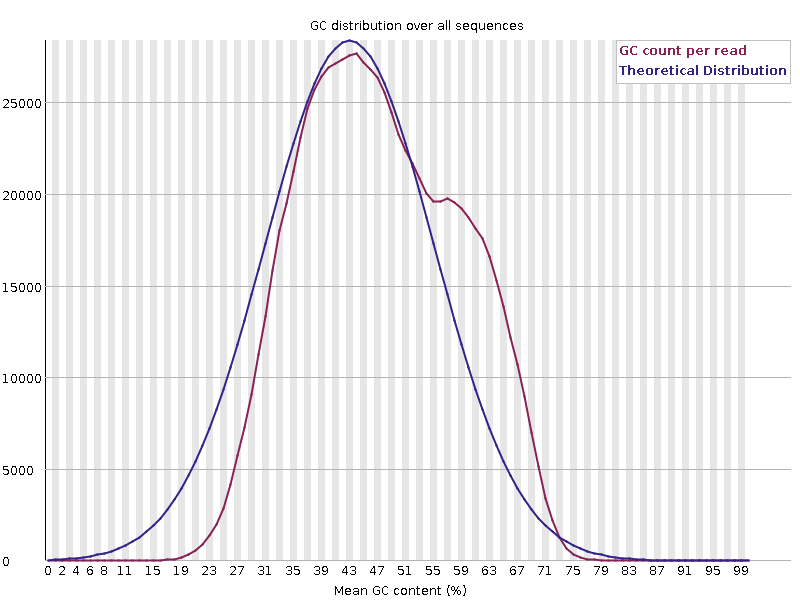 GC distribution over all sequences
GC count per read
Theoretical Distribution
25000
20000
15000
10000
5000
0
0 2 4 6 8 11 15 19 23 27 31 35 39 43 47 51 55 59 63 67 71 75 79 83 87 91 95 99
Mean GC content (%)